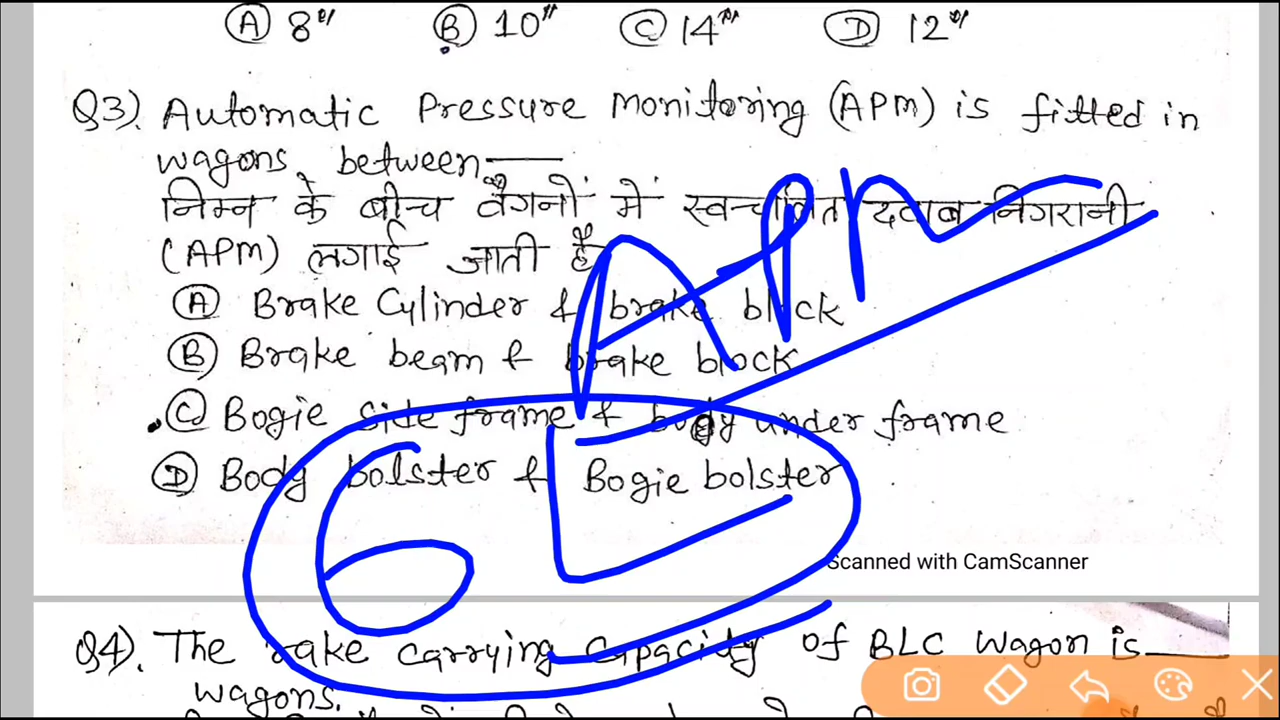 (A) 8" (B) 10" (C) 14" (D) 12"
Q3). Automatic Pressure Monitoring (APM) is fitted in
wagons between ——
निम्न के बीच वैगनों में स्वचालित दवाब निगरानी
(APM) लगाई जाती है
(A) Brake Cylinder & brake block
(B) Brake beam & brake block
(C) Bogie side frame & body under frame
(D) Body bolster & Bogie bolster
APM
6
Scanned with CamScanner
Q4). The rake carrying capacity of BLC wagon is ——
wagons.